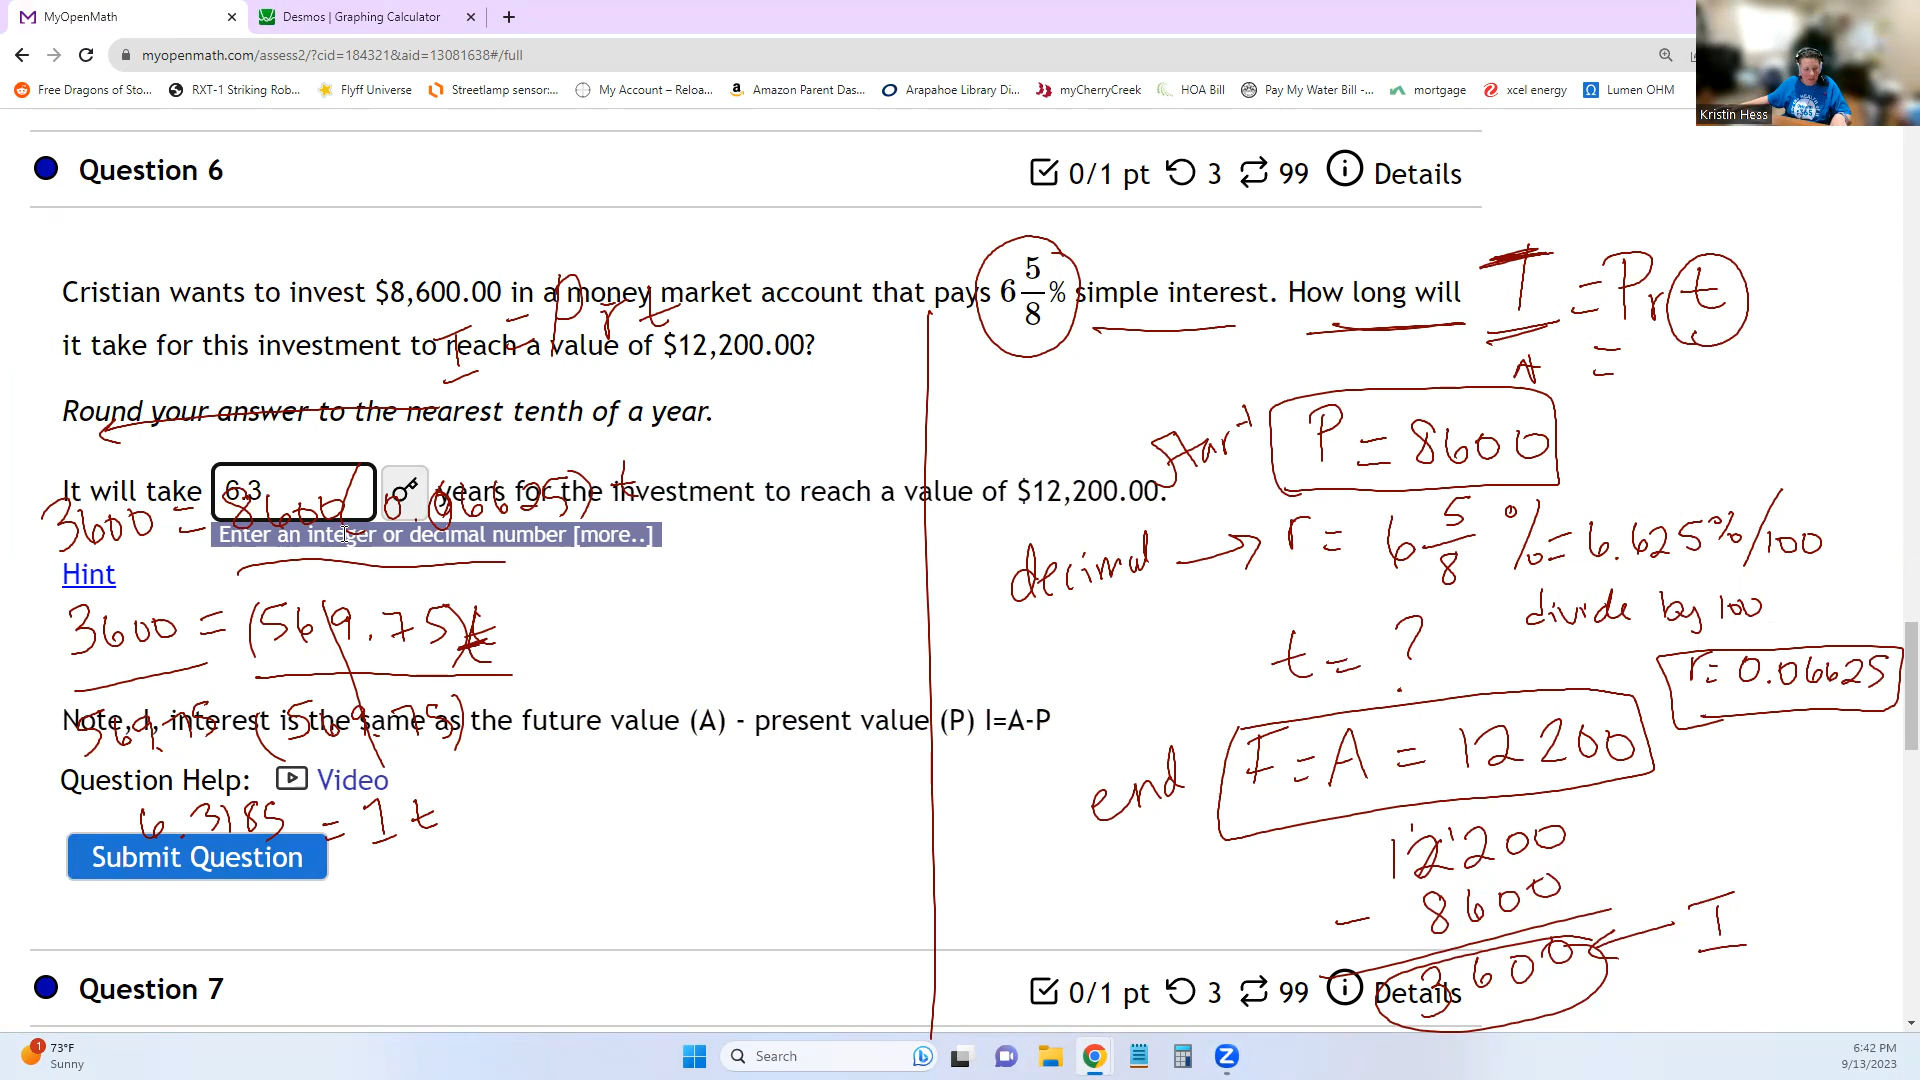 MyOpenMath
Desmos | Graphing Calculator
myopenmath.com/assess2/?cid=184321&aid=13081638#/full
Free Dragons of Sto...
RXT-1 Striking Rob...
Flyff Universe
Streetlamp sensor:...
My Account – Reloa...
Amazon Parent Das...
Arapahoe Library Di...
myCherryCreek
HOA Bill
Pay My Water Bill -...
mortgage
xcel energy
Lumen OHM
Kristin Hess
Question 6
0/1 pt 3 99 Details
Cristian wants to invest $8,600.00 in a money market account that pays 6 5/8 % simple interest. How long will
it take for this investment to reach a value of $12,200.00?
Round your answer to the nearest tenth of a year.
It will take 6.3 years for the investment to reach a value of $12,200.00.
Enter an integer or decimal number [more..]
Hint
Note, I, interest is the same as the future value (A) - present value (P) I=A-P
Question Help: Video
Submit Question
I = Prt
3600 = 8600(0.06625)t
3600 = (569.75)t
569.75 (569.75)
6.3185 = 1t
I = Prt
A =
start P = 8600
decimal → r = 6 5/8 % = 6.625%/100
divide by 100
t = ?
r = 0.06625
end F = A = 12200
12200
- 8600
3600 ← I
Question 7
0/1 pt 3 99 Details
1
73°F
Sunny
Search
6:42 PM
9/13/2023